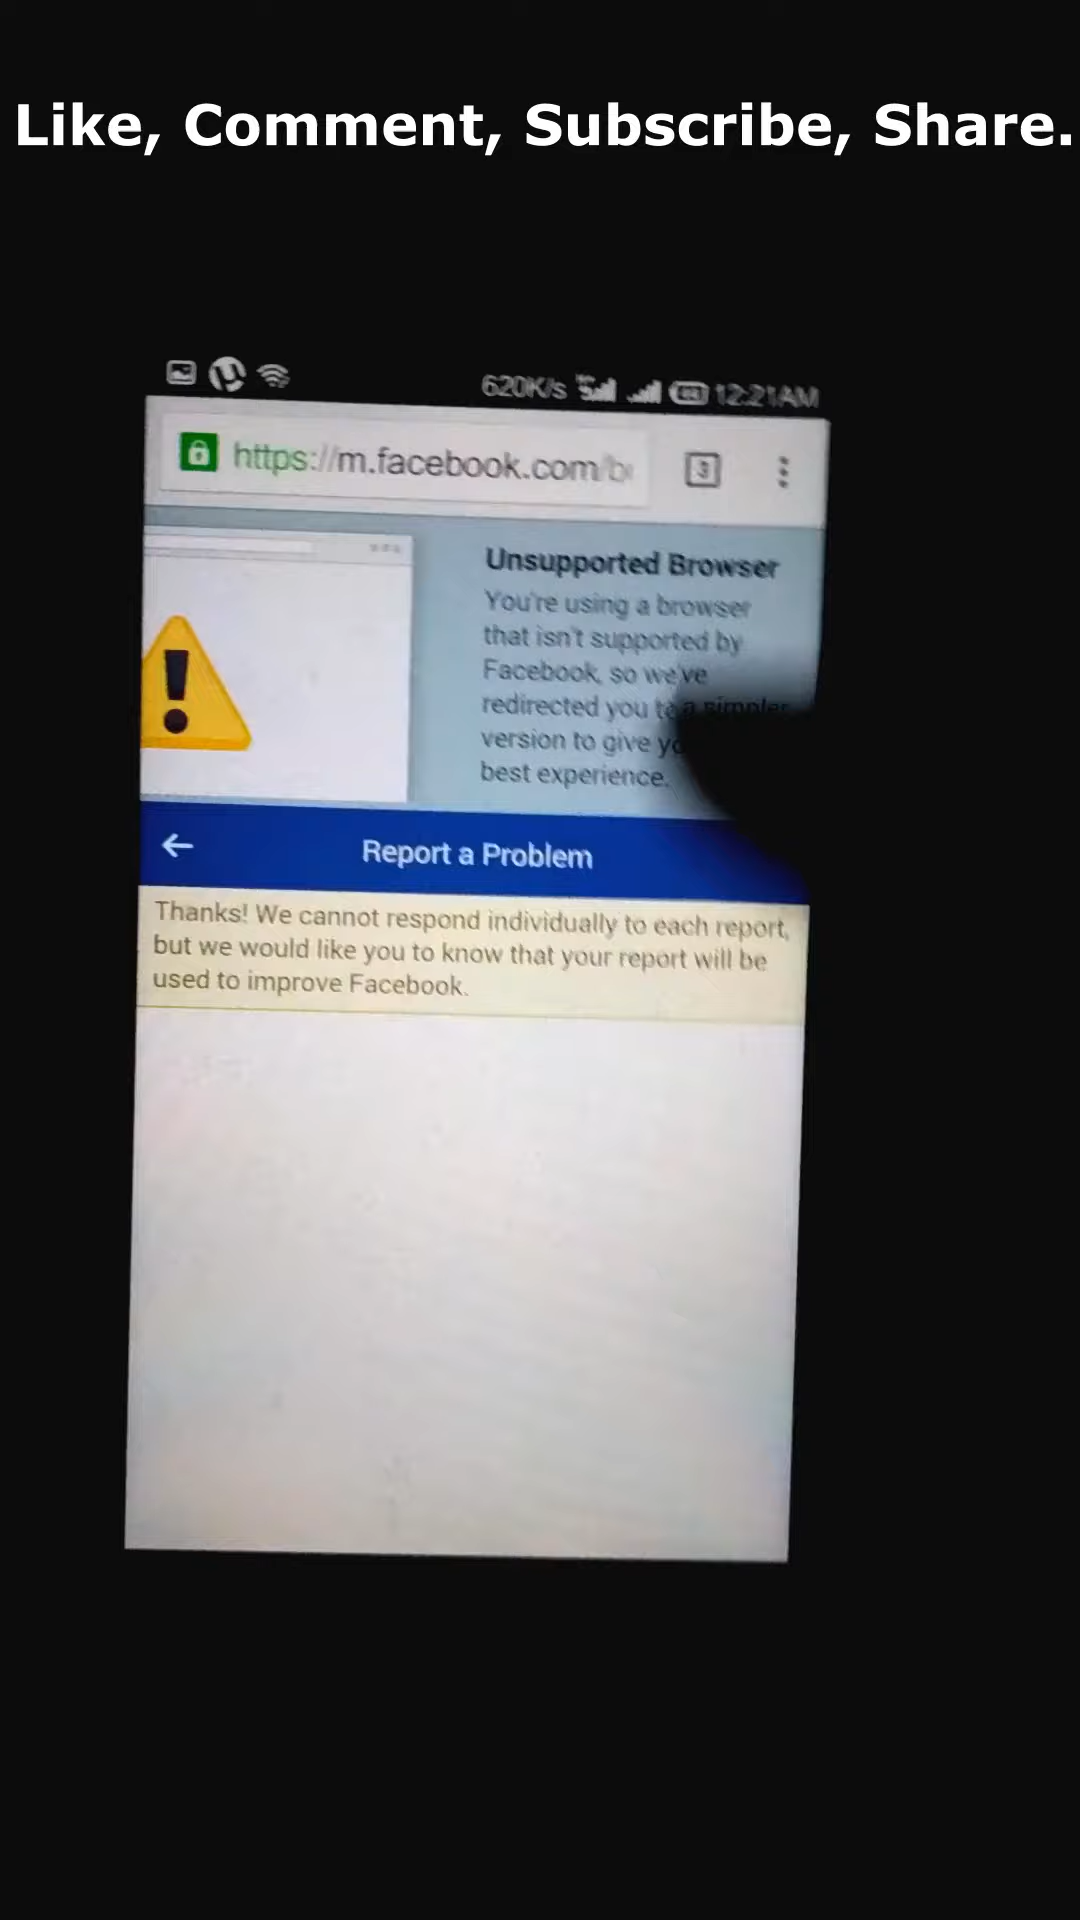 Like, Comment, Subscribe, Share.
620K/s 12:21AM
https://m.facebook.com/b
3
Unsupported Browser
You're using a browser
that isn't supported by
Facebook, so we've
redirected you to a simpler
version to give
best experience.
Report a Problem
Thanks! We cannot respond individually to each report,
but we would like you to know that your report will be
used to improve Facebook.